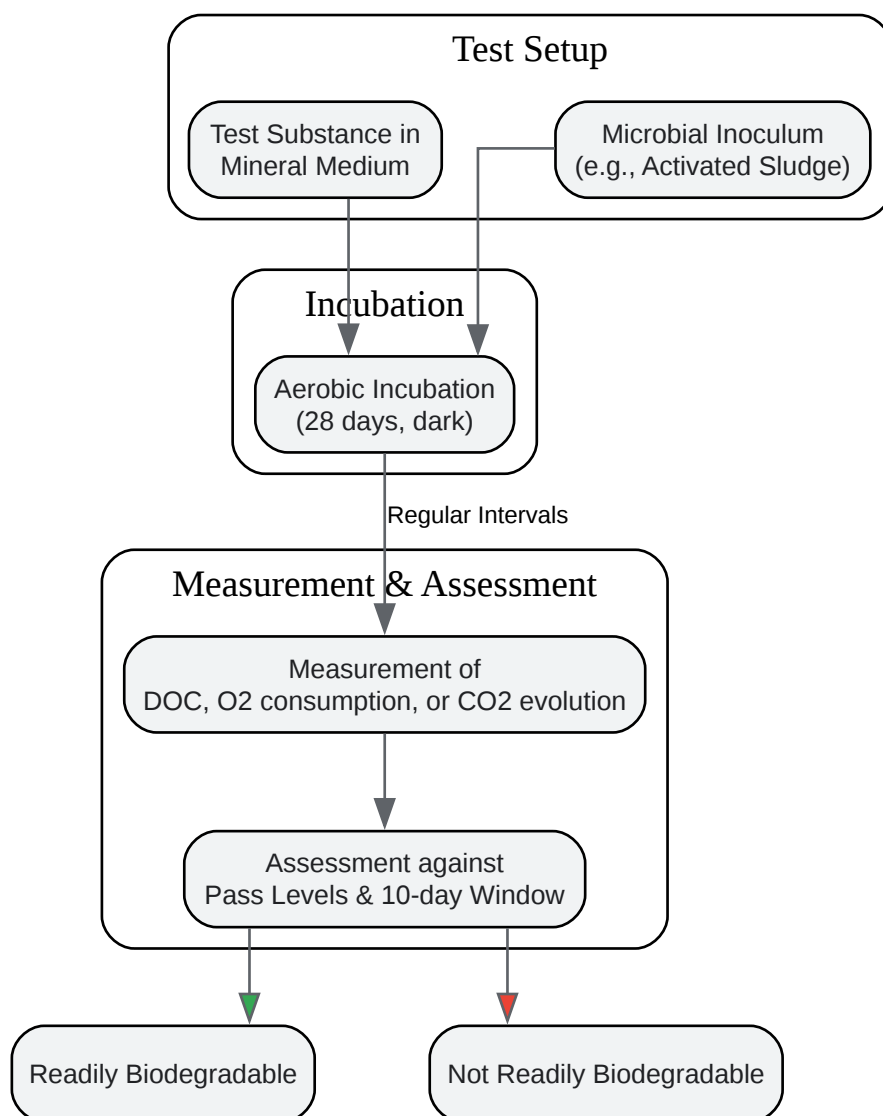 Test Setup
Test Substance in
Mineral Medium
Microbial Inoculum
(e.g., Activated Sludge)
Incubation
Aerobic Incubation
(28 days, dark)
Regular Intervals
Measurement & Assessment
Measurement of
DOC, O2 consumption, or CO2 evolution
Assessment against
Pass Levels & 10-day Window
Readily Biodegradable
Not Readily Biodegradable